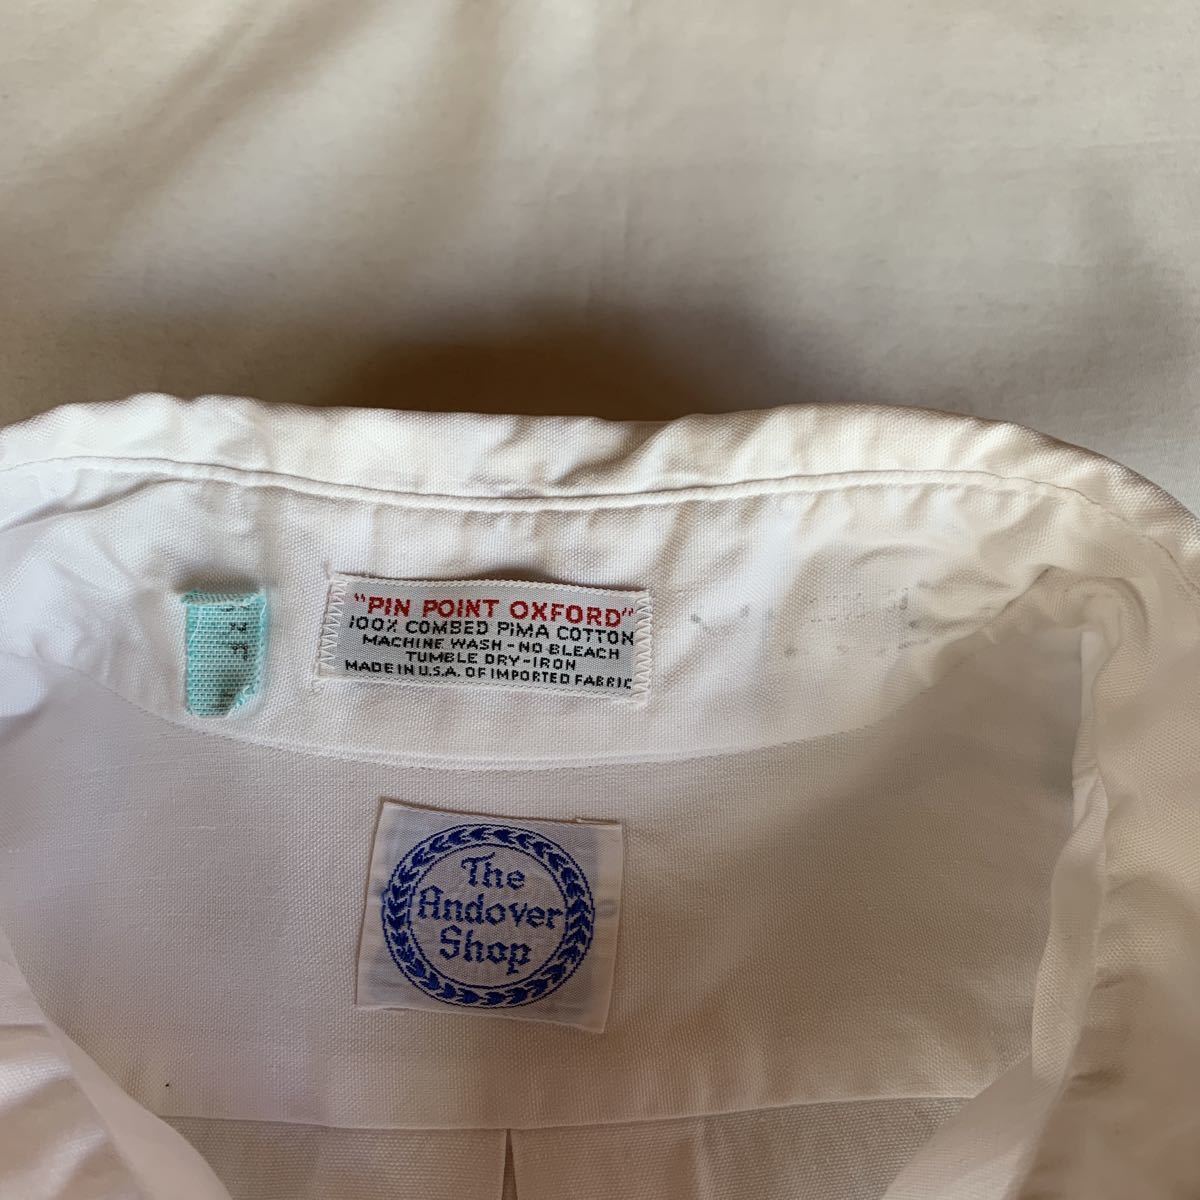 "PIN POINT OXFORD"
100% COMBED PIMA COTTON
MACHINE WASH - NO BLEACH
TUMBLE DRY - IRON
MADE IN U.S.A. OF IMPORTED FABRIC
The
Andover
Shop